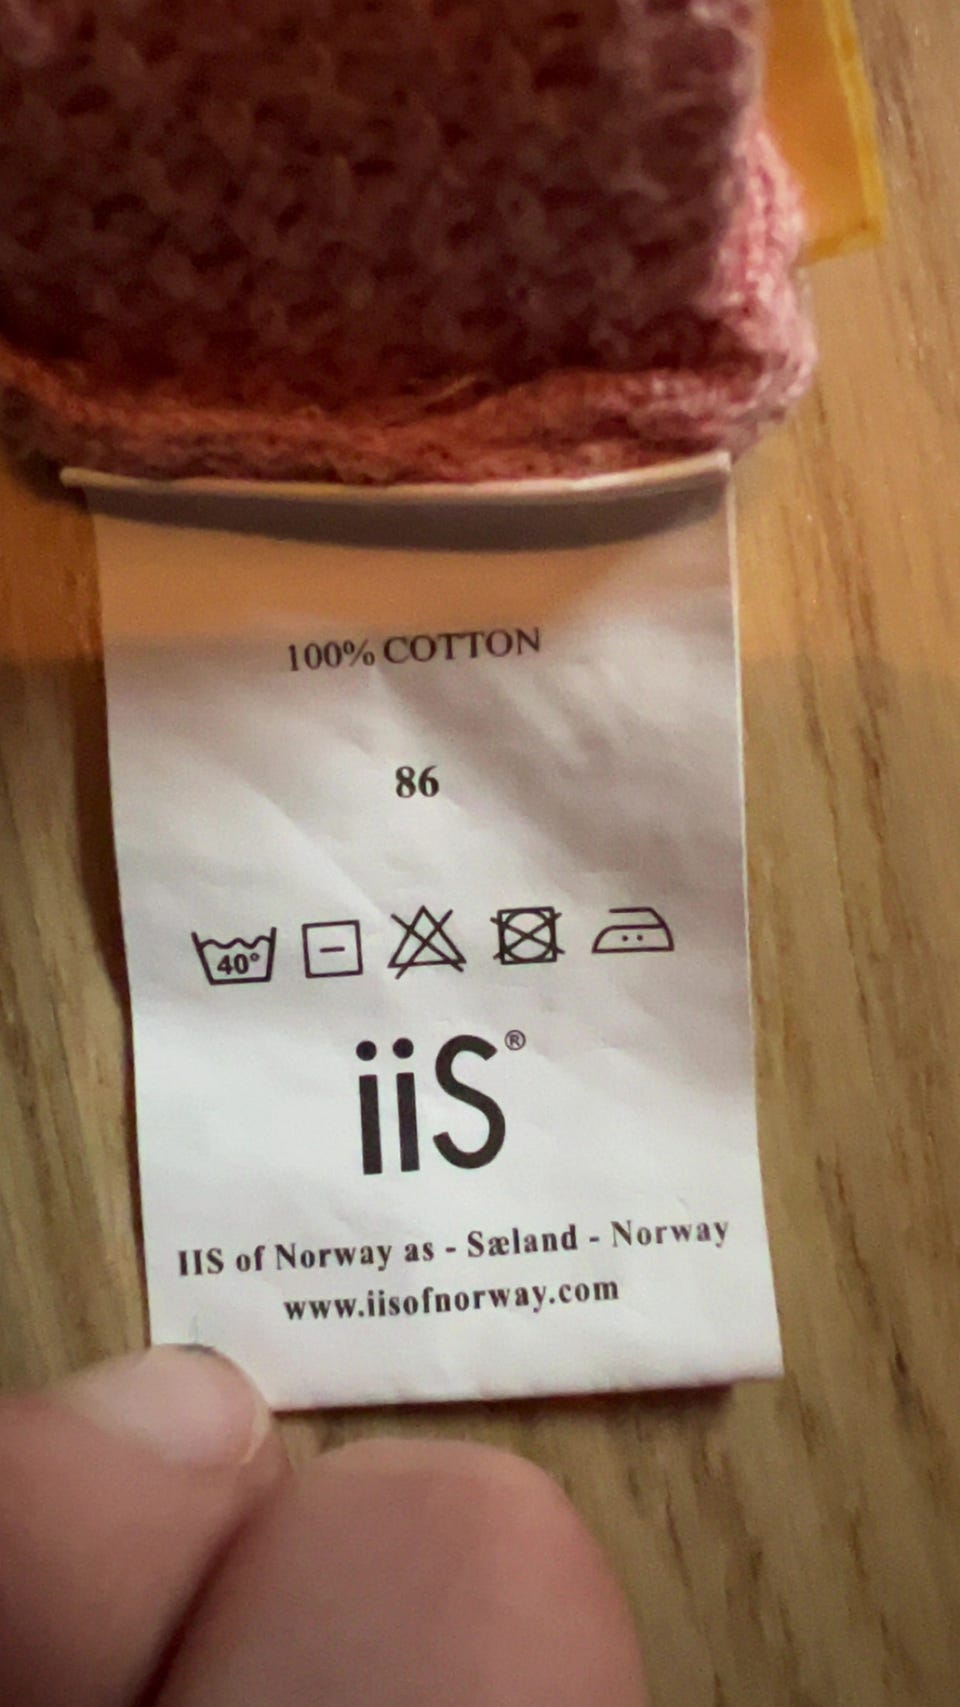 100% COTTON
86
40°
iiS®
IIS of Norway as - Sæland - Norway
www.iisofnorway.com